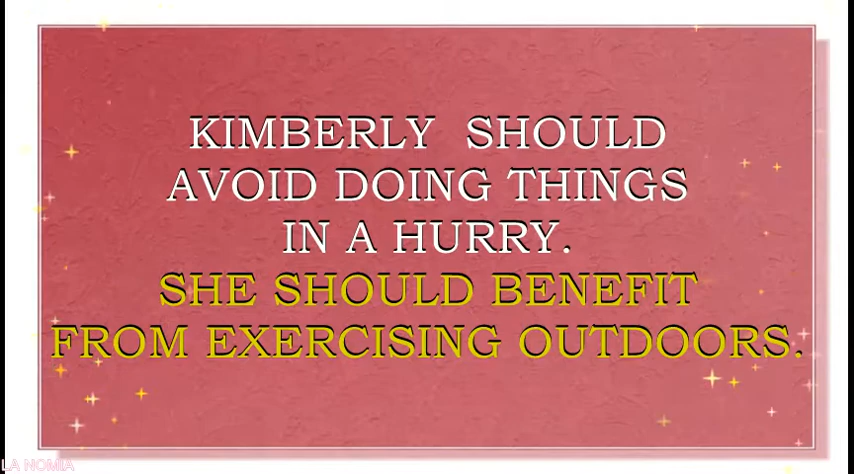 KIMBERLY SHOULD
AVOID DOING THINGS
IN A HURRY.
SHE SHOULD BENEFIT
FROM EXERCISING OUTDOORS.
LA NOMIA